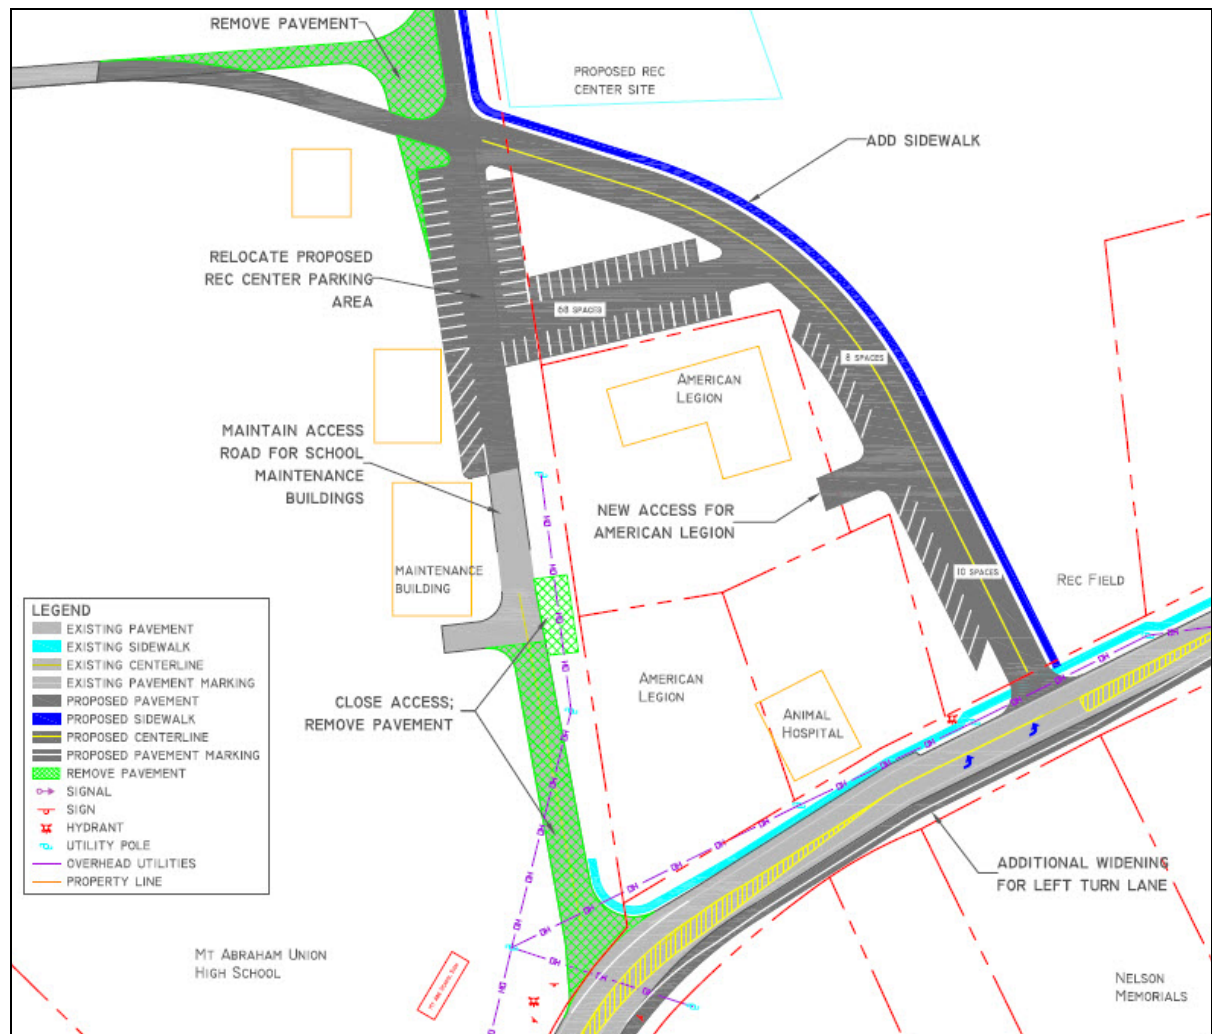 REMOVE PAVEMENT
PROPOSED REC
CENTER SITE
ADD SIDEWALK
RELOCATE PROPOSED
REC CENTER PARKING
AREA
68 SPACES
8 SPACES
AMERICAN
LEGION
MAINTAIN ACCESS
ROAD FOR SCHOOL
MAINTENANCE
BUILDINGS
NEW ACCESS FOR
AMERICAN LEGION
MAINTENANCE
BUILDING
10 SPACES
REC FIELD
LEGEND
EXISTING PAVEMENT
EXISTING SIDEWALK
EXISTING CENTERLINE
EXISTING PAVEMENT MARKING
PROPOSED PAVEMENT
PROPOSED SIDEWALK
PROPOSED CENTERLINE
PROPOSED PAVEMENT MARKING
REMOVE PAVEMENT
SIGNAL
SIGN
HYDRANT
UTILITY POLE
OVERHEAD UTILITIES
PROPERTY LINE
CLOSE ACCESS;
REMOVE PAVEMENT
AMERICAN
LEGION
ANIMAL
HOSPITAL
ADDITIONAL WIDENING
FOR LEFT TURN LANE
MT ABRAHAM UNION
HIGH SCHOOL
NELSON
MEMORIALS